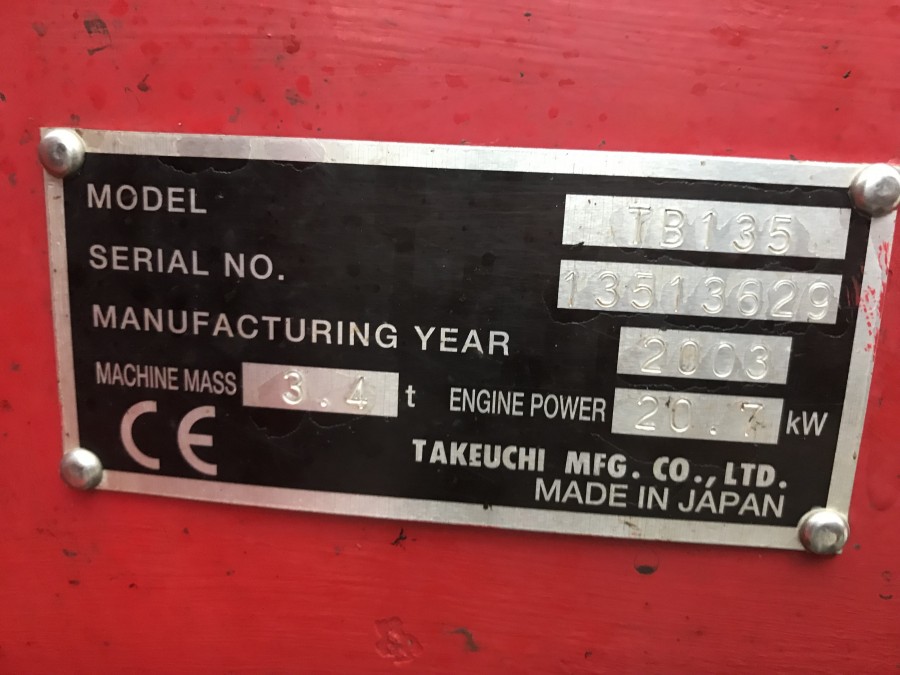 MODEL TB135
SERIAL NO. 13513629
MANUFACTURING YEAR 2003
MACHINE MASS 3.4 t ENGINE POWER 20.7 kW
CE
TAKEUCHI MFG. CO., LTD.
MADE IN JAPAN